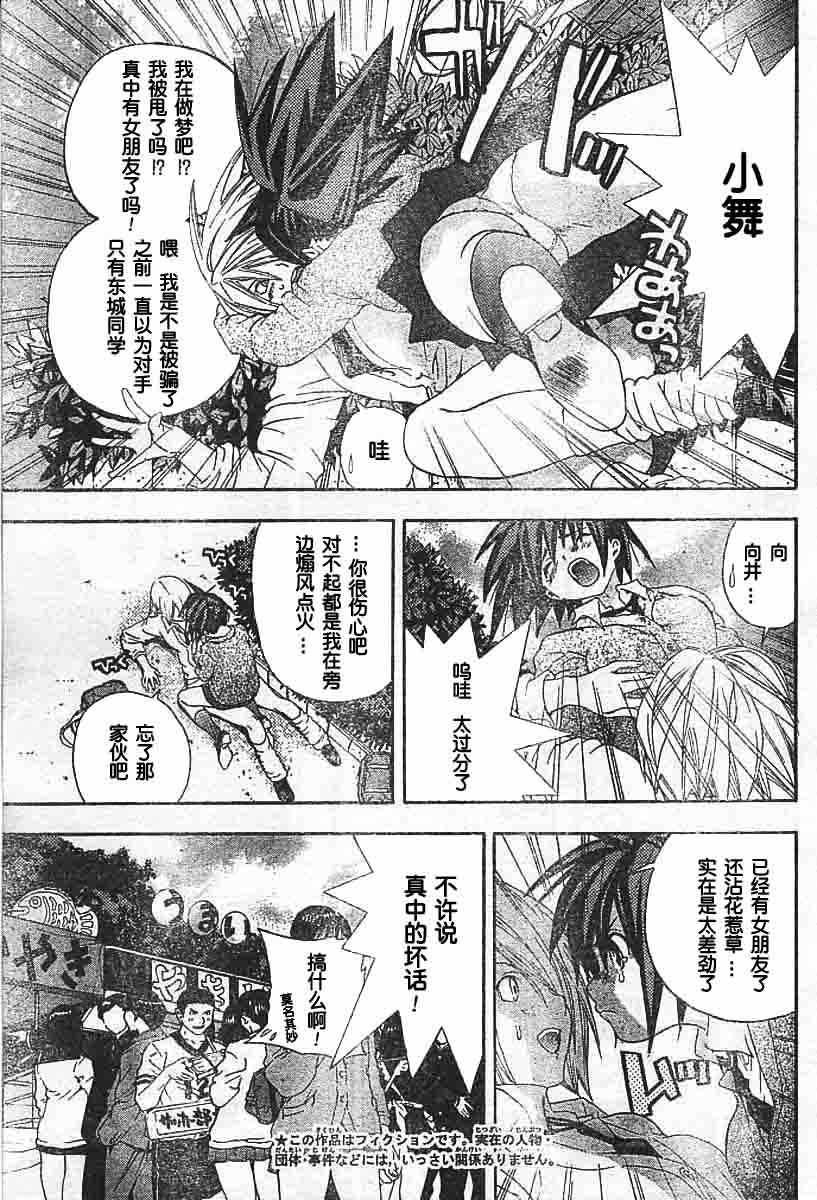 小舞
我在做梦吧!?
我被甩了吗!?
真中有女朋友了吗!
喂 我是不是被骗了
之前一直以为对手
只有东城同学
哇
向
向井
呜哇 太过分了
… 你很伤心吧
对不起都是我在旁
边煽风点火…
忘了那
家伙吧
已经有女朋友了
还沾花惹草…
实在是太差劲了
不许说
真中的坏话!
搞什么啊!
莫名其妙
うまい
やき
★この作品はフィクションです。実在の人物・
団体・事件などには、いっさい関係ありません。